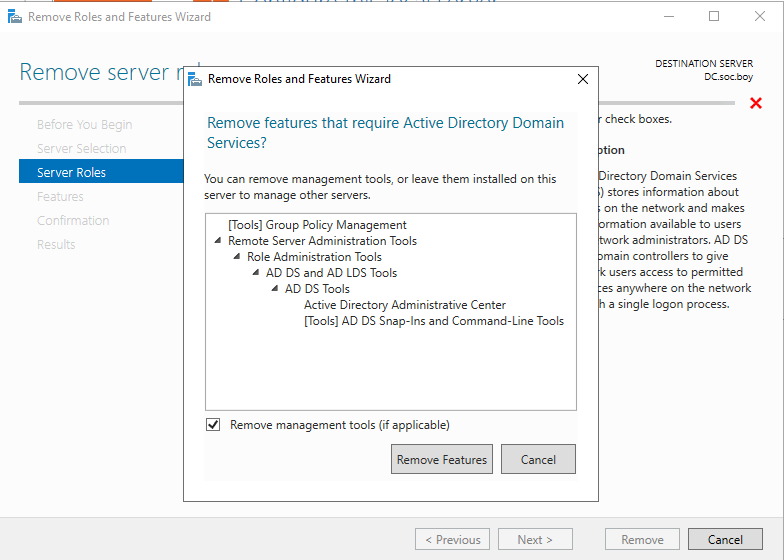 Remove Roles and Features Wizard
Remove server
DESTINATION SERVER
DC.soc.boy
Before You Begin
Server Selection
Server Roles
Features
Confirmation
Results
Remove Roles and Features Wizard
Remove features that require Active Directory Domain
Services?
You can remove management tools, or leave them installed on this
server to manage other servers.
[Tools] Group Policy Management
Remote Server Administration Tools
Role Administration Tools
AD DS and AD LDS Tools
AD DS Tools
Active Directory Administrative Center
[Tools] AD DS Snap-Ins and Command-Line Tools
Remove management tools (if applicable)
Remove Features
Cancel
check boxes.
Directory Domain Services
stores information about
on the network and makes
available to users
administrators. AD DS
controllers to give
users access to permitted
anywhere on the network
a single logon process.
< Previous
Next >
Remove
Cancel